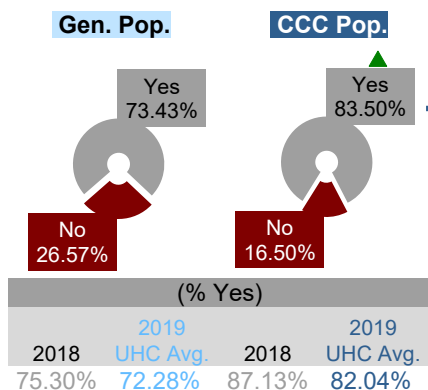 Gen. Pop. CCC Pop.
Yes
73.43%
Yes
83.50%
No
26.57%
No
16.50%
(% Yes)
2019 2019
2018 UHC Avg. 2018 UHC Avg.
75.30% 72.28% 87.13% 82.04%